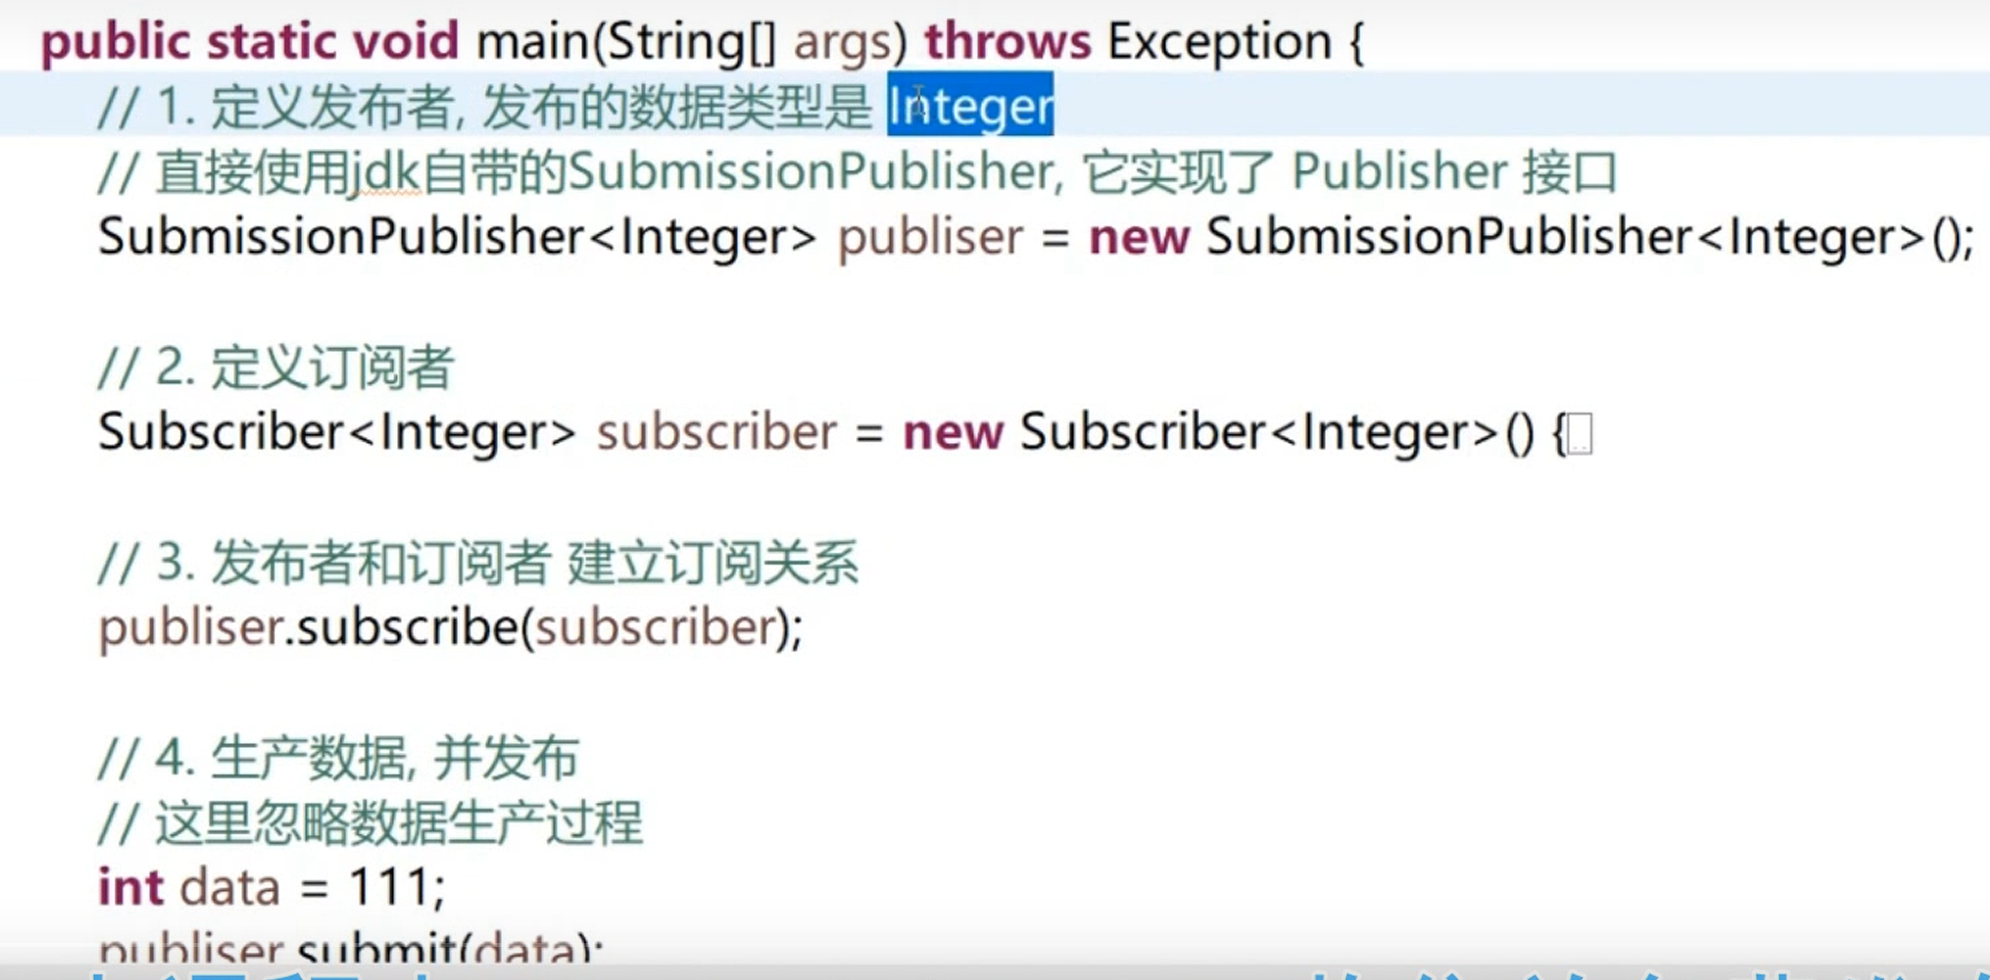 public static void main(String[] args) throws Exception {
// 1. 定义发布者, 发布的数据类型是 Integer
// 直接使用jdk自带的SubmissionPublisher, 它实现了 Publisher 接口
SubmissionPublisher<Integer> publiser = new SubmissionPublisher<Integer>();
// 2. 定义订阅者
Subscriber<Integer> subscriber = new Subscriber<Integer>() {
// 3. 发布者和订阅者 建立订阅关系
publiser.subscribe(subscriber);
// 4. 生产数据, 并发布
// 这里忽略数据生产过程
int data = 111;
publiser.submit(data);